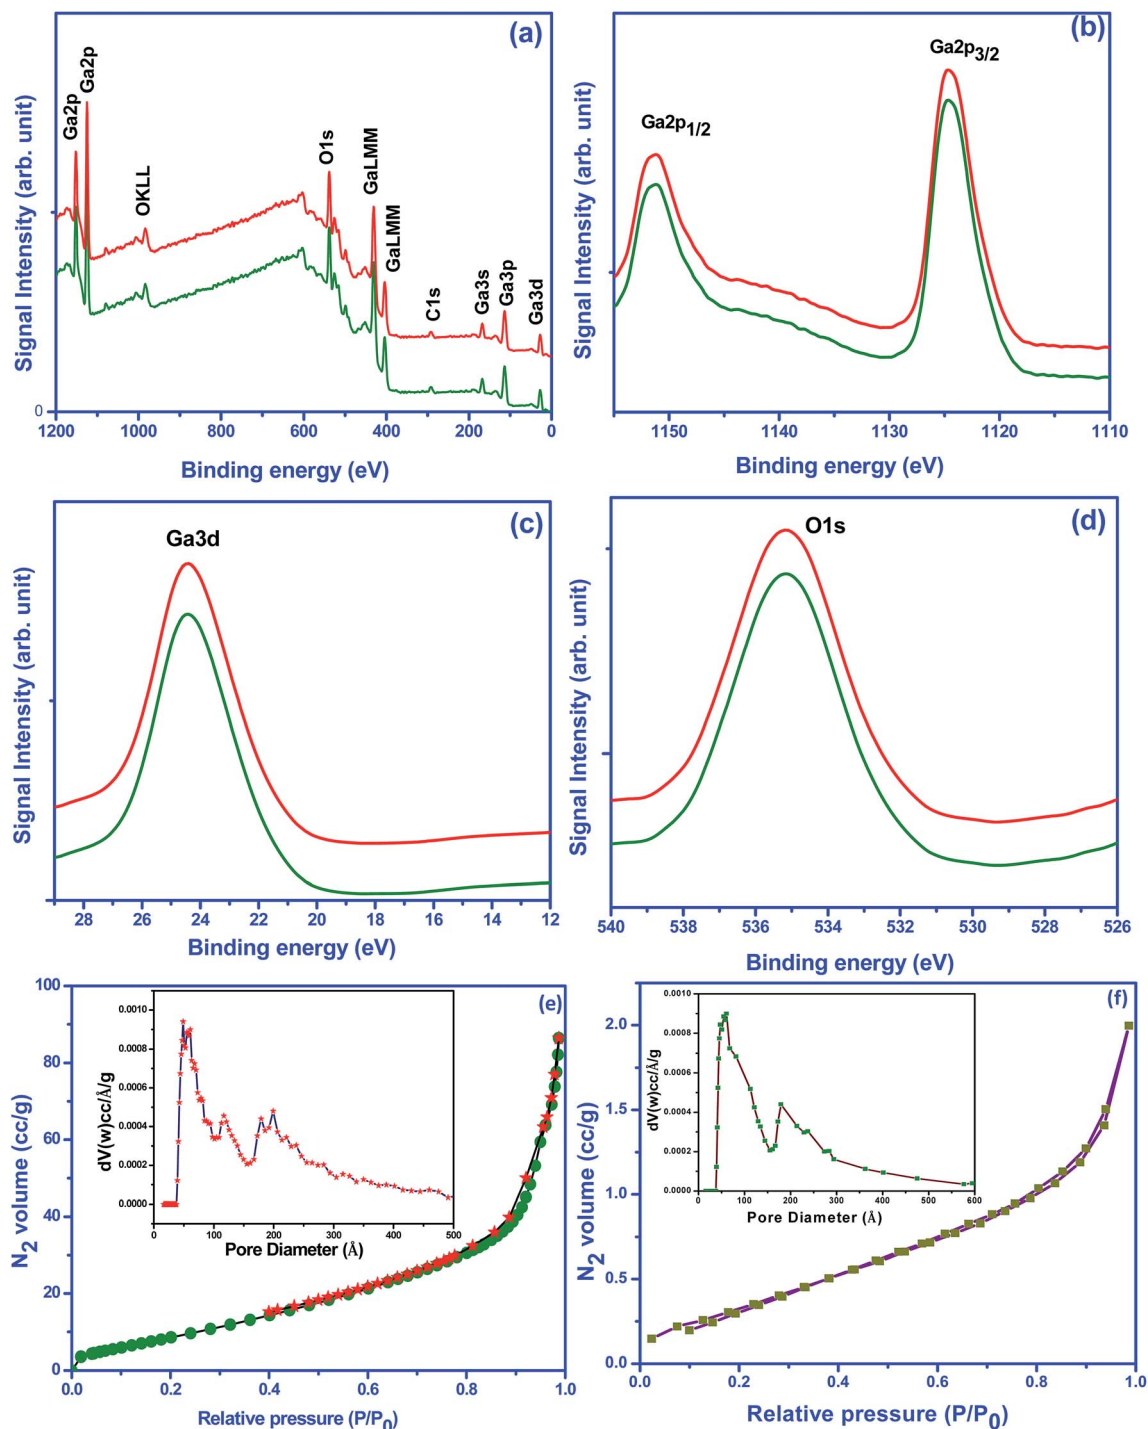 (a)
Signal Intensity (arb. unit)
Ga2p
Ga2p
OKLL
O1s
GaLMM
GaLMM
C1s
Ga3s
Ga3p
Ga3d
0
1200 1000 800 600 400 200 0
Binding energy (eV)
(b)
Signal Intensity (arb. unit)
Ga2p1/2
Ga2p3/2
1150 1140 1130 1120 1110
Binding energy (eV)
(c)
Signal Intensity (arb. unit)
Ga3d
28 26 24 22 20 18 16 14 12
Binding energy (eV)
(d)
Signal Intensity (arb. unit)
O1s
540 538 536 534 532 530 528 526
Binding energy (eV)
(e)
N2 volume (cc/g)
100
80
60
40
20
0
0.0 0.2 0.4 0.6 0.8 1.0
Relative pressure (P/P0)
dV(w)cc/Å/g
0.0010
0.0008
0.0006
0.0004
0.0002
0.0000
0 100 200 300 400 500
Pore Diameter (Å)
(f)
N2 volume (cc/g)
2.0
1.5
1.0
0.5
0.0
0.0 0.2 0.4 0.6 0.8 1.0
Relative pressure (P/P0)
dV(w)cc/Å/g
0.0010
0.0008
0.0006
0.0004
0.0002
0.0000
0 100 200 300 400 500 600
Pore Diameter (Å)